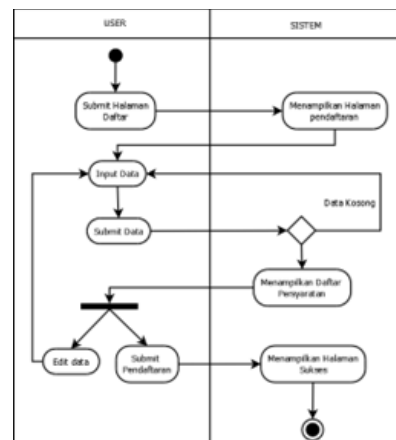 USER
SISTEM
Submit Halaman
Daftar
Menampilkan Halaman
pendaftaran
Input Data
Data Kosong
Submit Data
Menampilkan Daftar
Persyaratan
Edit data
Submit
Pendaftaran
Menampilkan Halaman
Sukses